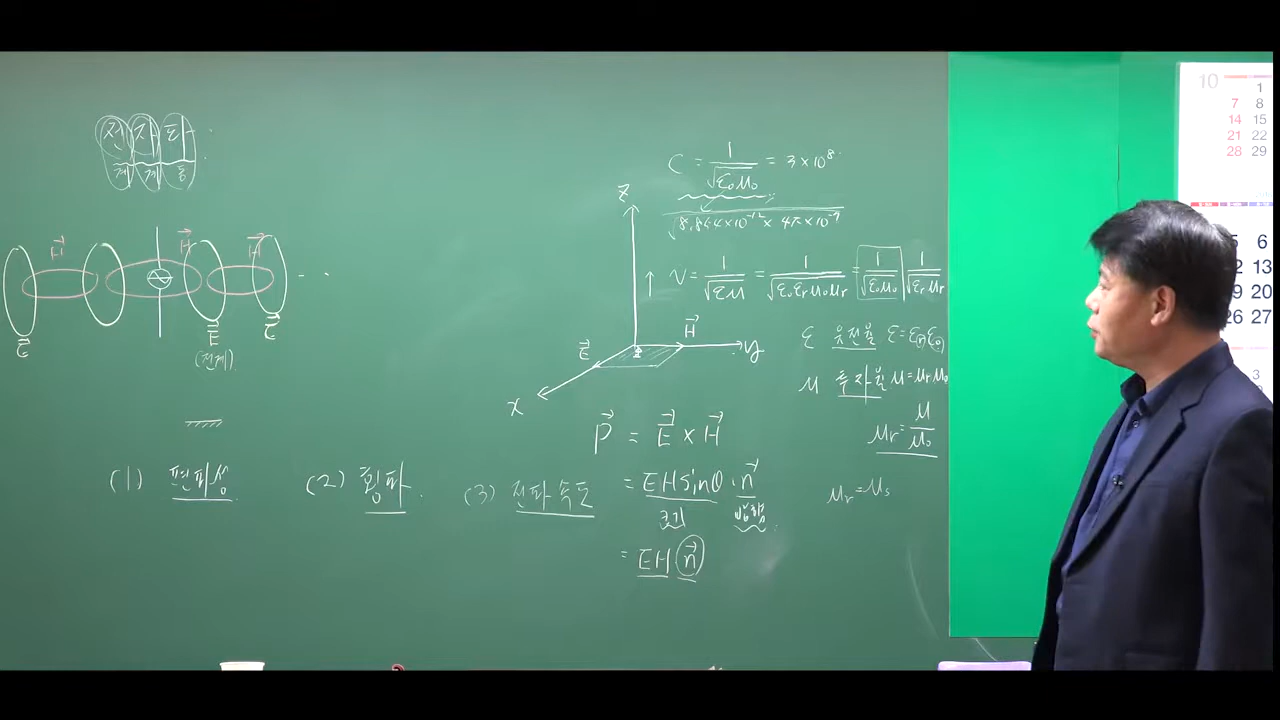 전 자 파
계 계 동
H⃗ H⃗ H⃗
E⃗ E⃗ E⃗
(전계)
(1) 편파성 (2) 횡파. (3) 전파속도
z
E⃗ H⃗ y
x
P⃗ = E⃗ × H⃗
= EH sinθ · n⃗
크기 방향
= EH n⃗
C = 1/√ε₀μ₀ = 3×10⁸
√8.854×10⁻¹² × 4π×10⁻⁷
↑ V = 1/√εμ = 1/√ε₀εᵣμ₀μᵣ = 1/√ε₀μ₀ 1/√εᵣμᵣ
ε 유전율 ε=εᵣε₀
μ 투자율 μ=μᵣμ₀
μᵣ = μ/μ₀
μᵣ = μₛ
10
1
7 8
14 15
21 22
28 29
5 6
12 13
19 20
26 27